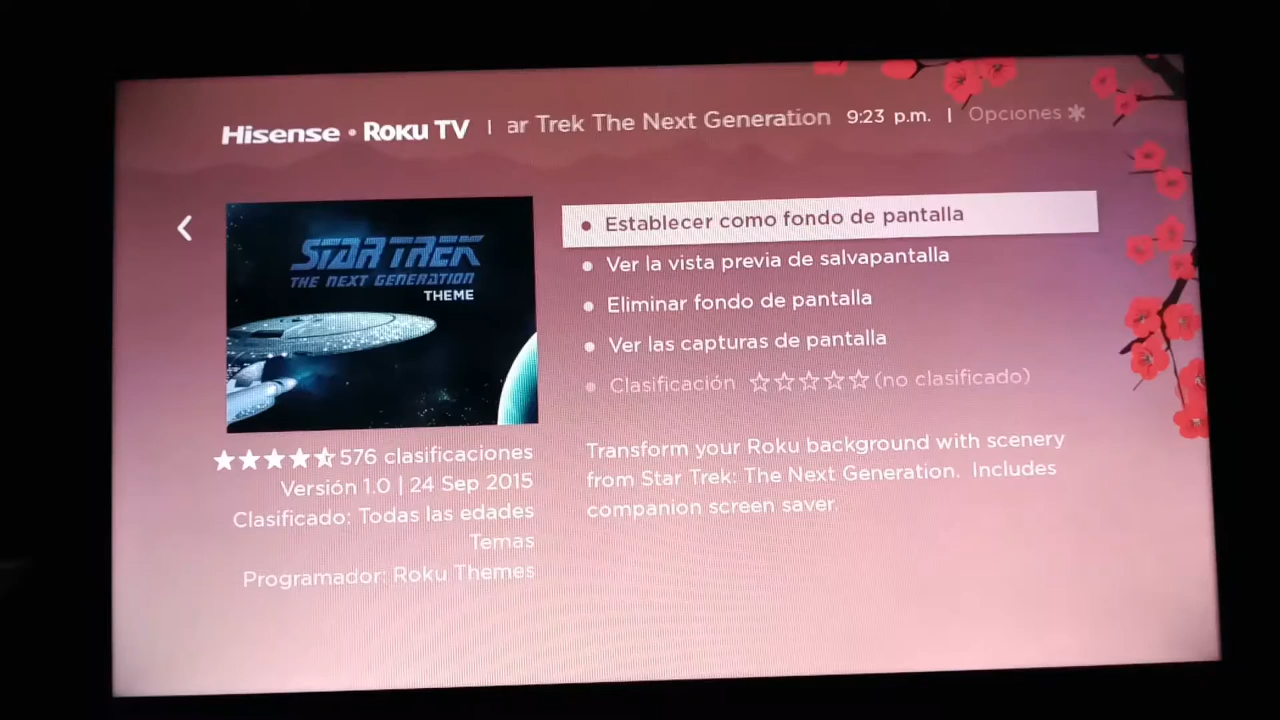 Hisense • Roku TV | ar Trek The Next Generation 9:23 p.m. | Opciones ✱
STAR TREK
THE NEXT GENERATION
THEME
Establecer como fondo de pantalla
Ver la vista previa de salvapantalla
Eliminar fondo de pantalla
Ver las capturas de pantalla
Clasificación ☆☆☆☆☆ (no clasificado)
576 clasificaciones
Versión 1.0 | 24 Sep 2015
Clasificado: Todas las edades
Temas
Programador: Roku Themes
Transform your Roku background with scenery
from Star Trek: The Next Generation. Includes
companion screen saver.